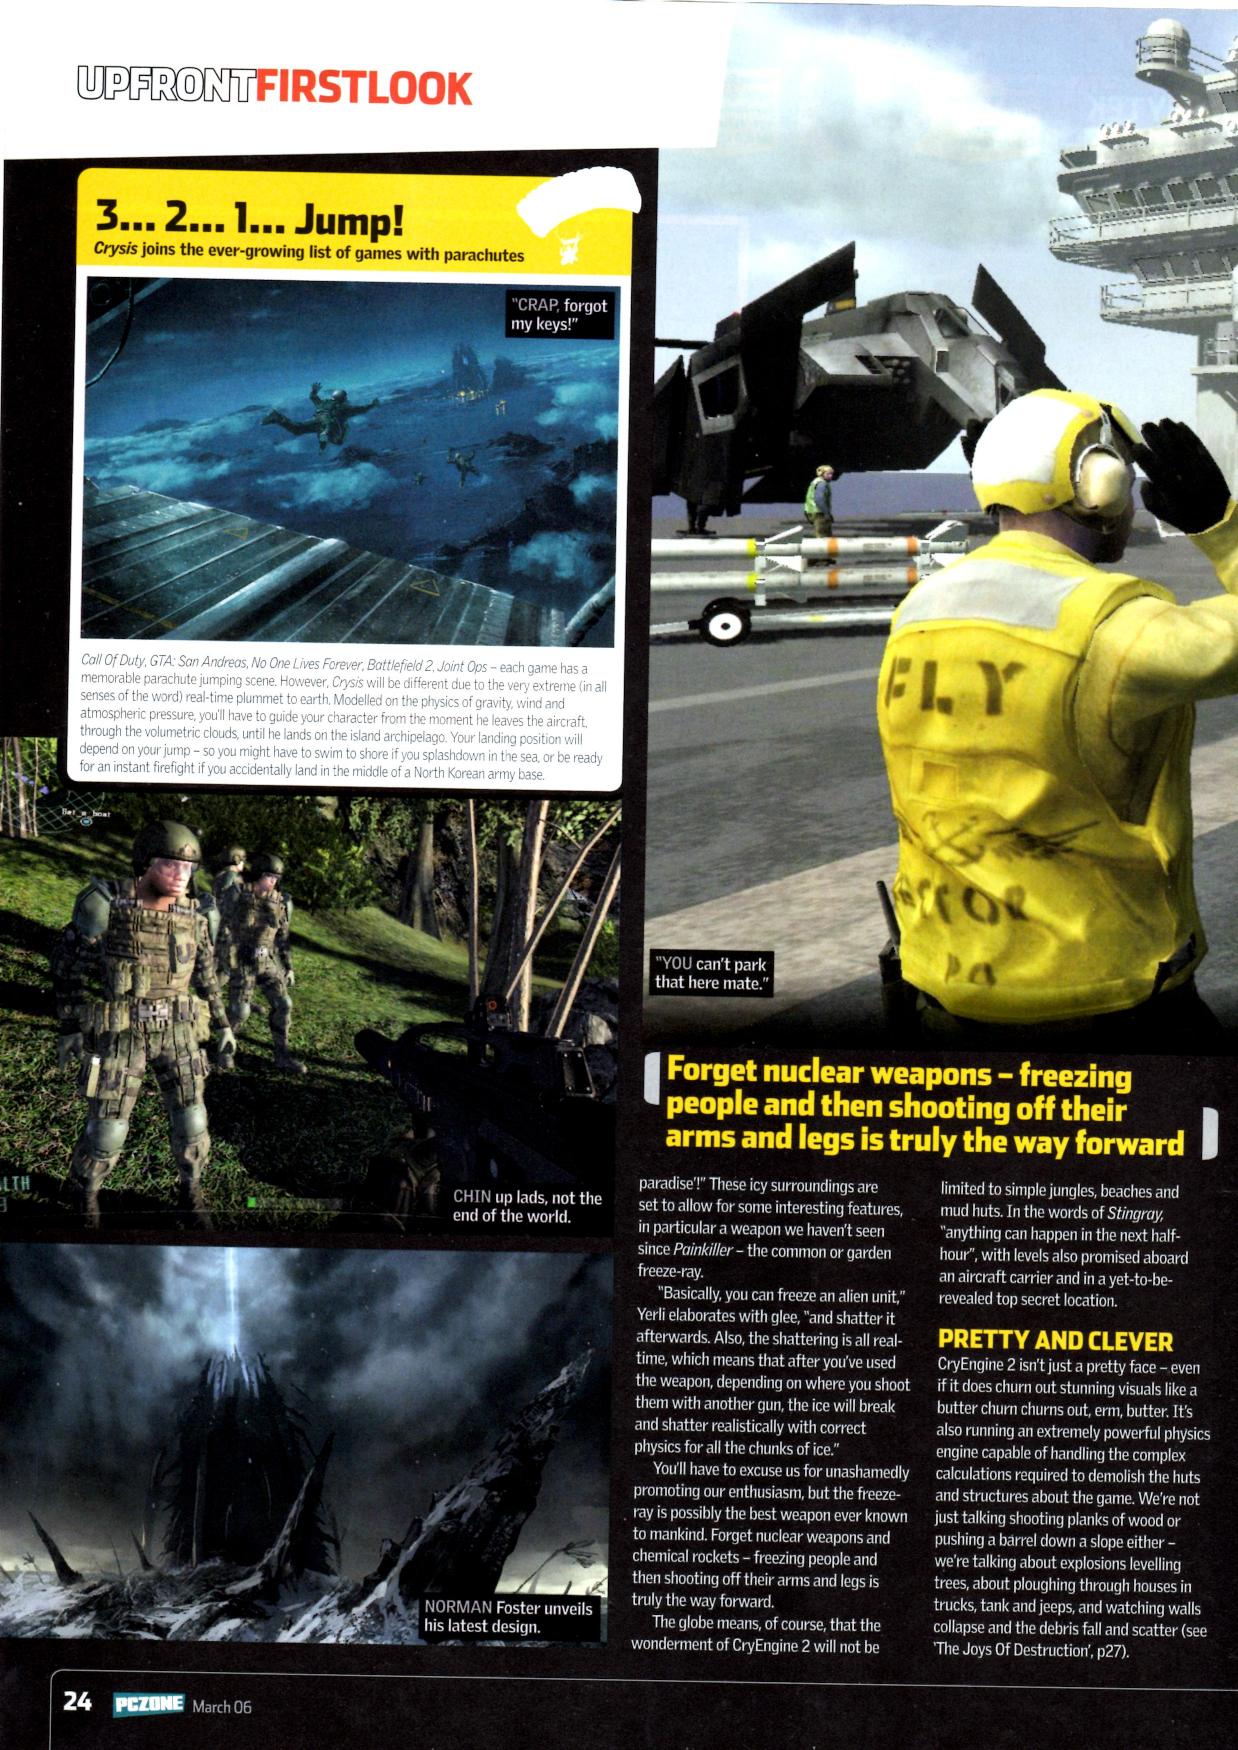 UPFRONTFIRSTLOOK
3... 2... 1... Jump!
Crysis joins the ever-growing list of games with parachutes
"CRAP, forgot
my keys!"
Call Of Duty, GTA: San Andreas, No One Lives Forever, Battlefield 2, Joint Ops – each game has a
memorable parachute jumping scene. However, Crysis will be different due to the very extreme (in all
senses of the word) real-time plummet to earth. Modelled on the physics of gravity, wind and
atmospheric pressure, you'll have to guide your character from the moment he leaves the aircraft,
through the volumetric clouds, until he lands on the island archipelago. Your landing position will
depend on your jump – so you might have to swim to shore if you splashdown in the sea, or be ready
for an instant firefight if you accidentally land in the middle of a North Korean army base.
Get a boat
LTH
CHIN up lads, not the
end of the world.
NORMAN Foster unveils
his latest design.
FLY
"YOU can't park
that here mate."
Forget nuclear weapons – freezing
people and then shooting off their
arms and legs is truly the way forward
paradise'!" These icy surroundings are
set to allow for some interesting features,
in particular a weapon we haven't seen
since Painkiller – the common or garden
freeze-ray.
"Basically, you can freeze an alien unit,"
Yerli elaborates with glee, "and shatter it
afterwards. Also, the shattering is all real-
time, which means that after you've used
the weapon, depending on where you shoot
them with another gun, the ice will break
and shatter realistically with correct
physics for all the chunks of ice."
You'll have to excuse us for unashamedly
promoting our enthusiasm, but the freeze-
ray is possibly the best weapon ever known
to mankind. Forget nuclear weapons and
chemical rockets – freezing people and
then shooting off their arms and legs is
truly the way forward.
The globe means, of course, that the
wonderment of CryEngine 2 will not be
limited to simple jungles, beaches and
mud huts. In the words of Stingray,
"anything can happen in the next half-
hour", with levels also promised aboard
an aircraft carrier and in a yet-to-be-
revealed top secret location.
PRETTY AND CLEVER
CryEngine 2 isn't just a pretty face – even
if it does churn out stunning visuals like a
butter churn churns out, erm, butter. It's
also running an extremely powerful physics
engine capable of handling the complex
calculations required to demolish the huts
and structures about the game. We're not
just talking shooting planks of wood or
pushing a barrel down a slope either –
we're talking about explosions levelling
trees, about ploughing through houses in
trucks, tank and jeeps, and watching walls
collapse and the debris fall and scatter (see
'The Joys Of Destruction', p27).
24 PCZONE March 06